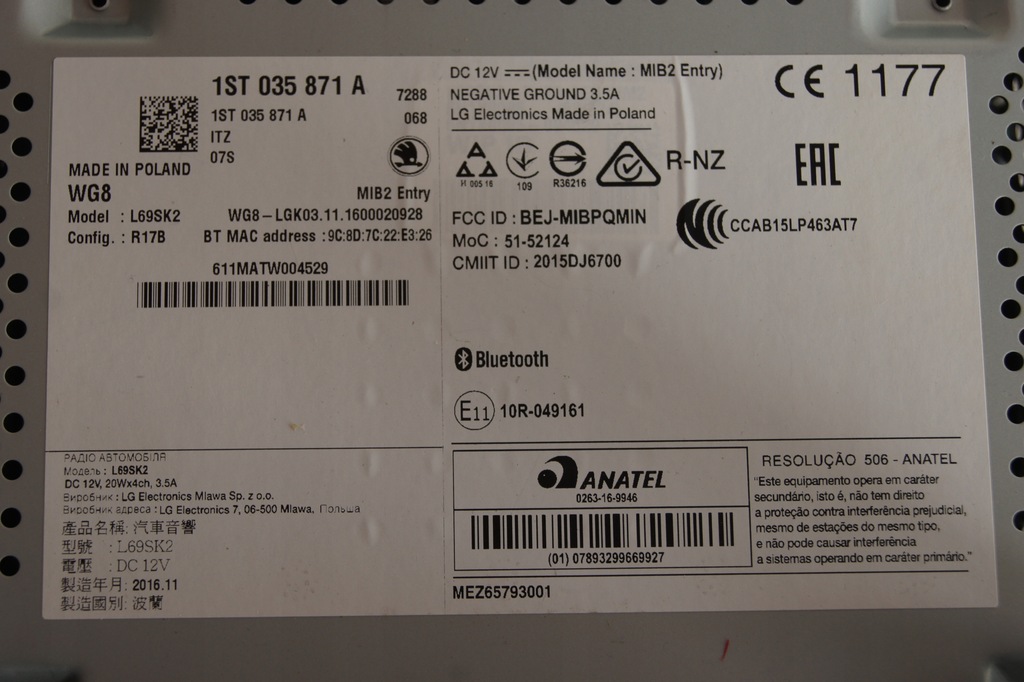 1ST 035 871 A
1ST 035 871 A
ITZ
07S
7288
068
MADE IN POLAND
WG8
MIB2 Entry
Model : L69SK2
WG8-LGK03.11.1600020928
Config. : R17B
BT MAC address :9C:8D:7C:22:E3:26
611MATW004529
DC 12V (Model Name : MIB2 Entry)
NEGATIVE GROUND 3.5A
LG Electronics Made in Poland
CE 1177
H 005 16
109
R36216
R-NZ
EAC
FCC ID : BEJ-MIBPQMIN
MoC : 51-52124
CMIIT ID : 2015DJ6700
CCAB15LP463AT7
Bluetooth
E11 10R-049161
РАДІО АВТОМОБІЛЯ
Модель : L69SK2
DC 12V, 20Wx4ch, 3.5A
Виробник : LG Electronics Mlawa Sp. z o.o.
Виробник адреса : LG Electronics 7, 06-500 Mlawa, Польша
產品名稱: 汽車音響
型號 : L69SK2
電壓 : DC 12V
製造年月: 2016.11
製造國別: 波蘭
ANATEL
0263-16-9946
(01) 07893299669927
RESOLUÇÃO 506 - ANATEL
"Este equipamento opera em caráter
secundário, isto é, não tem direito
a proteção contra interferência prejudicial,
mesmo de estações do mesmo tipo,
e não pode causar interferência
a sistemas operando em caráter primário."
MEZ65793001